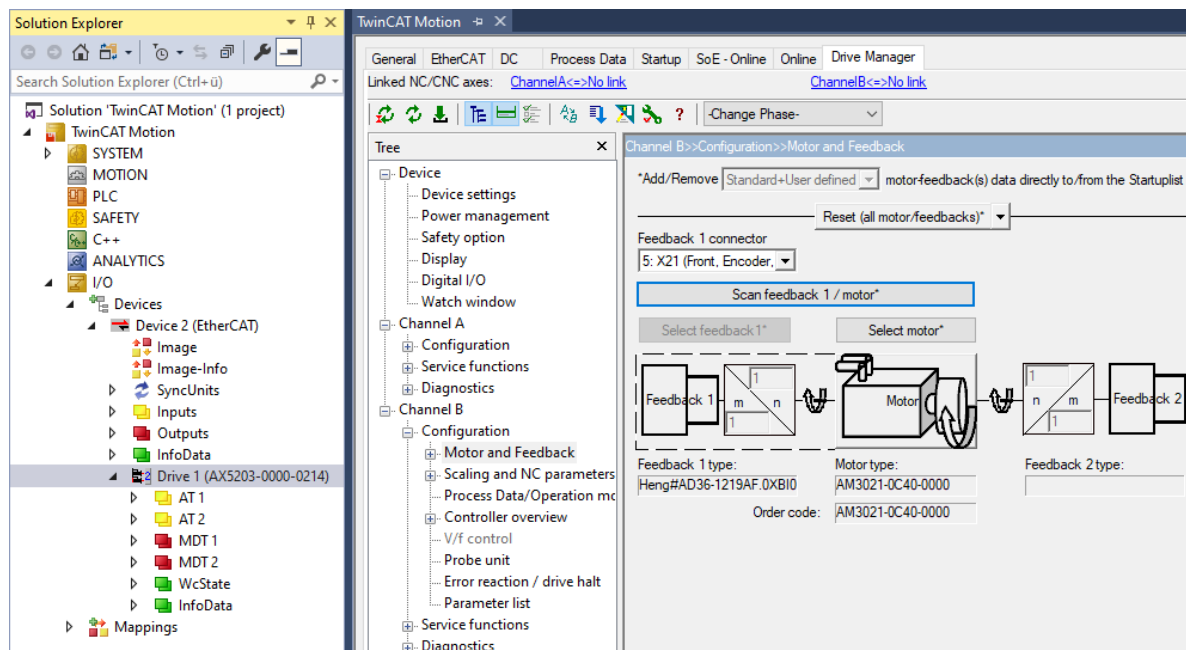 Solution Explorer
Search Solution Explorer (Ctrl+ü)
Solution 'TwinCAT Motion' (1 project)
TwinCAT Motion
SYSTEM
MOTION
PLC
SAFETY
C++
ANALYTICS
I/O
Devices
Device 2 (EtherCAT)
Image
Image-Info
SyncUnits
Inputs
Outputs
InfoData
Drive 1 (AX5203-0000-0214)
AT 1
AT 2
MDT 1
MDT 2
WcState
InfoData
Mappings
TwinCAT Motion
General EtherCAT DC Process Data Startup SoE - Online Online Drive Manager
Linked NC/CNC axes: ChannelA<=>No link ChannelB<=>No link
-Change Phase-
Tree
Device
Device settings
Power management
Safety option
Display
Digital I/O
Watch window
Channel A
Configuration
Service functions
Diagnostics
Channel B
Configuration
Motor and Feedback
Scaling and NC parameters
Process Data/Operation mo
Controller overview
V/f control
Probe unit
Error reaction / drive halt
Parameter list
Service functions
Diagnostics
Channel B>>Configuration>>Motor and Feedback
*Add/Remove Standard+User defined motor-feedback(s) data directly to/from the Startuplist
Reset (all motor/feedbacks)*
Feedback 1 connector
5: X21 (Front, Encoder,
Scan feedback 1 / motor*
Select feedback 1* Select motor*
1 1
Feedback 1 m n Motor n m Feedback 2
1 1
Feedback 1 type: Motor type: Feedback 2 type:
Heng#AD36-1219AF.0XBI0 AM3021-0C40-0000
Order code: AM3021-0C40-0000